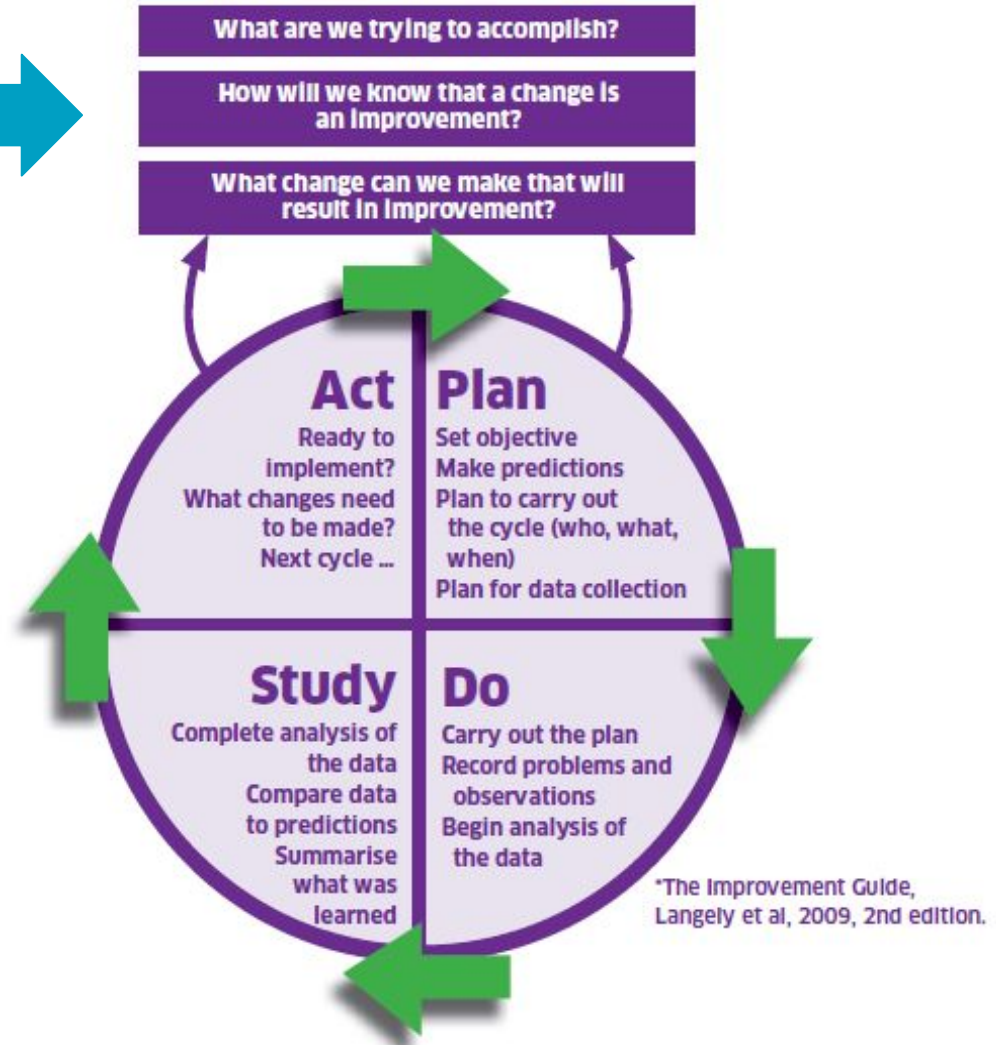 What are we trying to accomplish?
How will we know that a change is
an improvement?
What change can we make that will
result in improvement?
Act
Ready to
implement?
What changes need
to be made?
Next cycle ...
Plan
Set objective
Make predictions
Plan to carry out
the cycle (who, what,
when)
Plan for data collection
Study
Complete analysis of
the data
Compare data
to predictions
Summarise
what was
learned
Do
Carry out the plan
Record problems and
observations
Begin analysis of
the data
*The Improvement Guide,
Langely et al, 2009, 2nd edition.